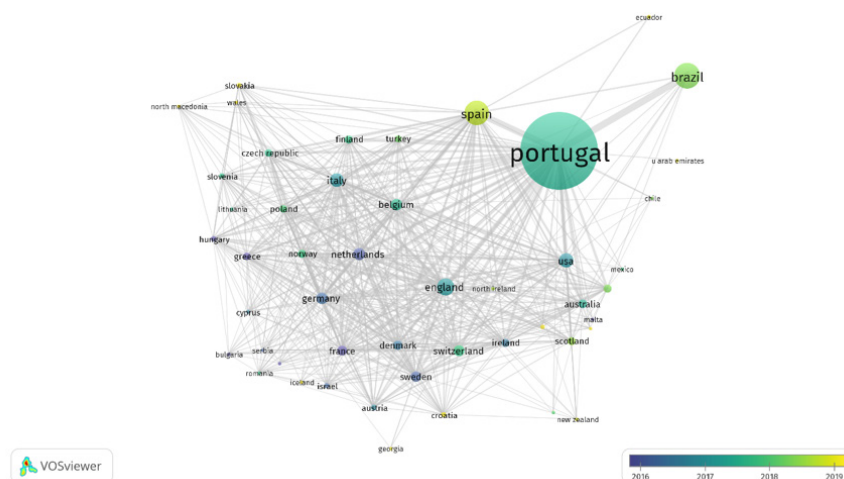 ecuador
brazil
slovakia
north macedonia
wales
spain
finland
turkey
portugal
czech republic
u arab emirates
slovenia
italy
chile
belgium
lithuania
poland
hungary
norway
netherlands
greece
usa
mexico
england
north ireland
germany
australia
cyprus
malta
scotland
ireland
denmark
serbia
france
switzerland
bulgaria
romania
sweden
iceland
israel
austria
croatia
new zealand
georgia
VOSviewer
2016 2017 2018 2019